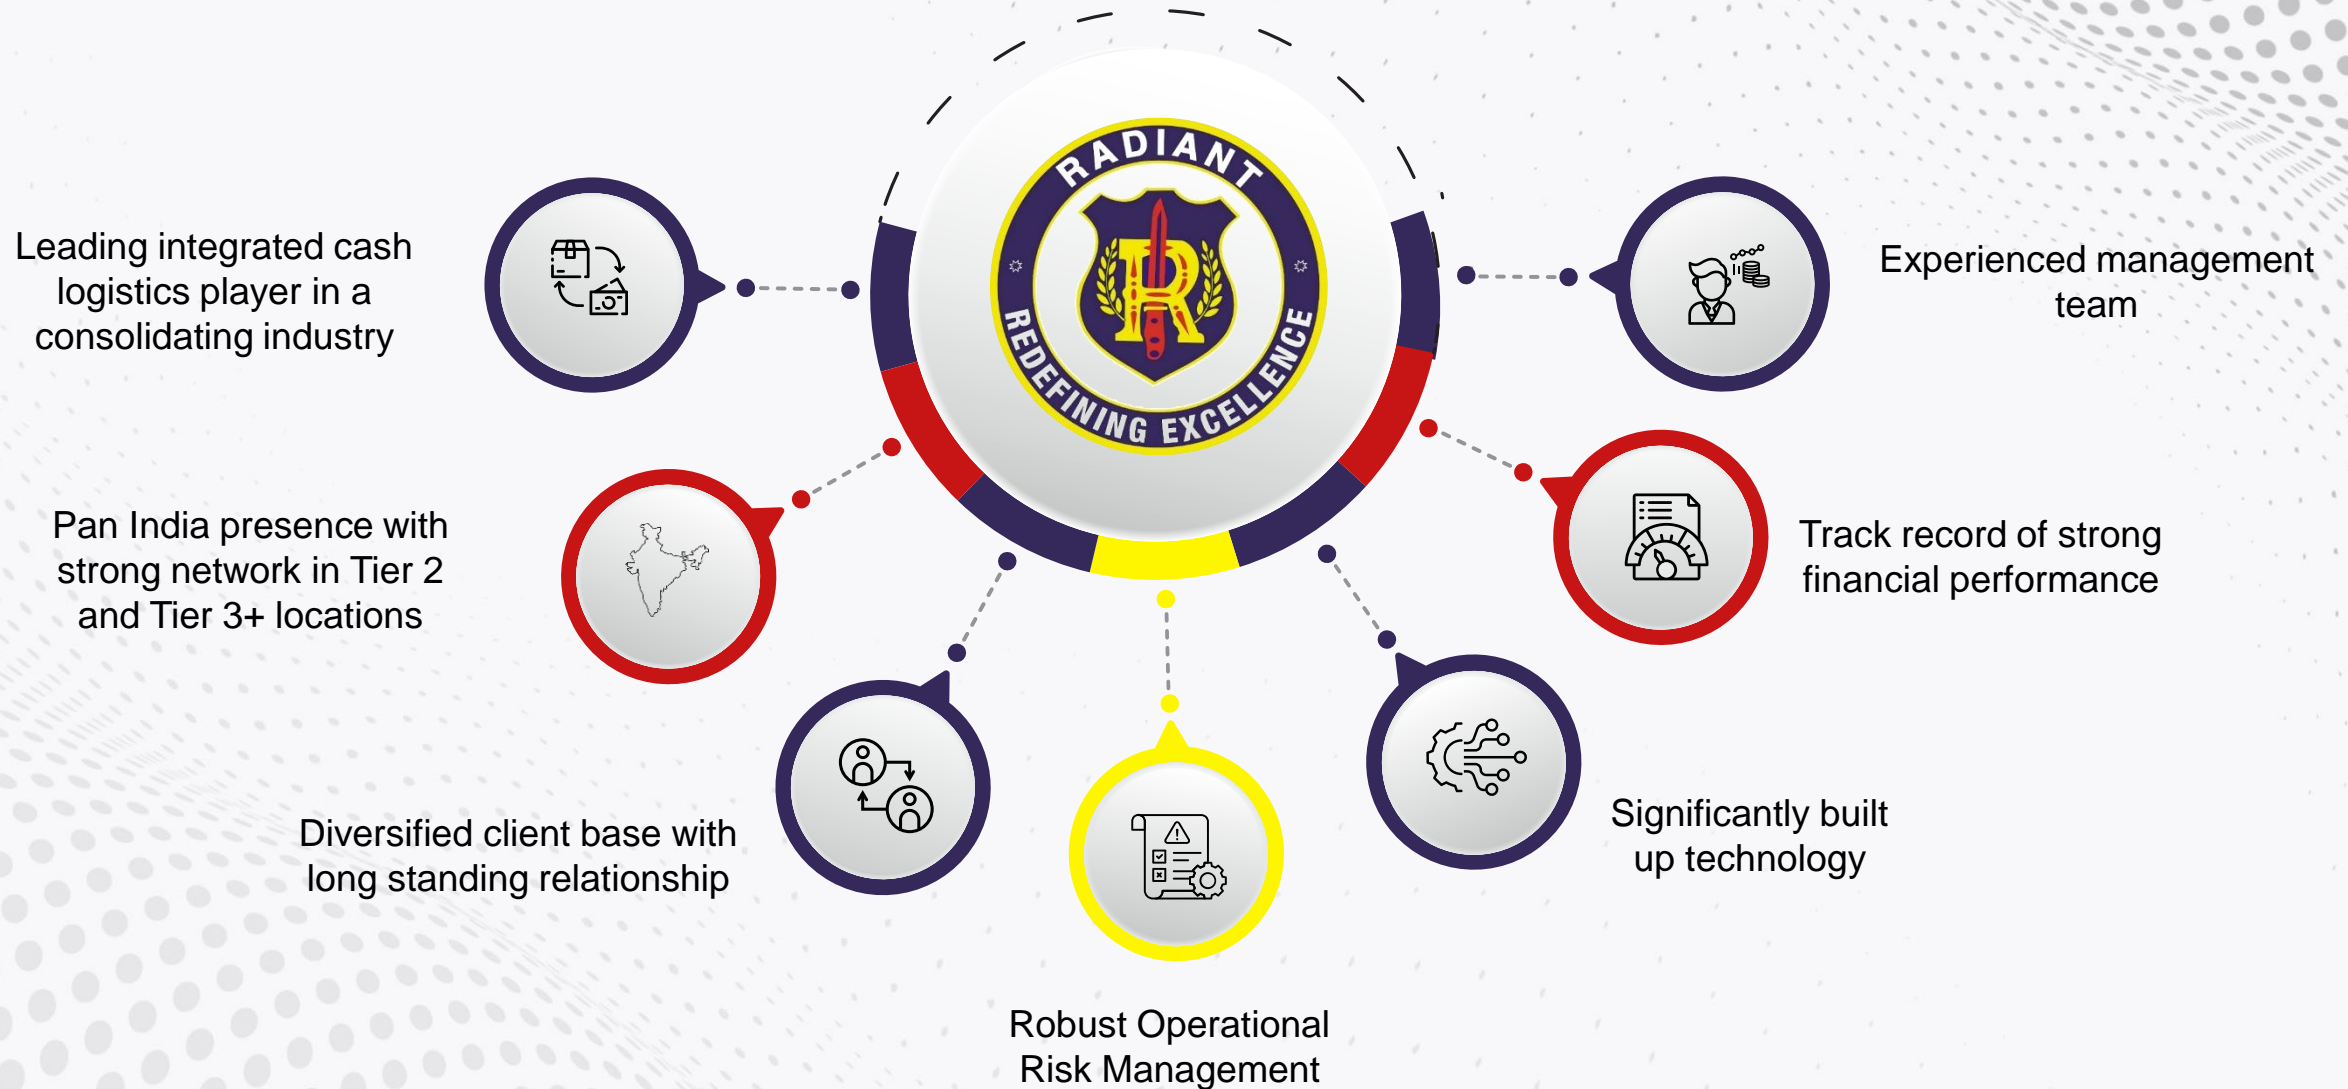 RADIANT
REDEFINING EXCELLENCE
R
Leading integrated cash
logistics player in a
consolidating industry
Pan India presence with
strong network in Tier 2
and Tier 3+ locations
Diversified client base with
long standing relationship
Robust Operational
Risk Management
Significantly built
up technology
Track record of strong
financial performance
Experienced management
team